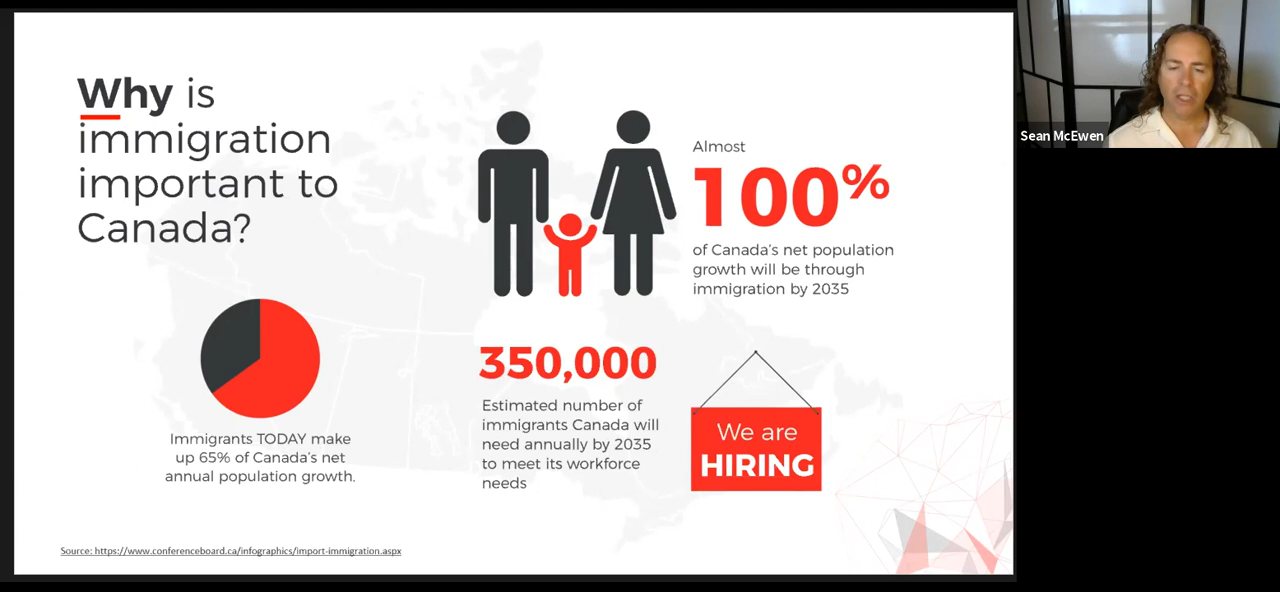 Why is
immigration
important to
Canada?
Almost
100%
of Canada's net population
growth will be through
immigration by 2035
Immigrants TODAY make
up 65% of Canada's net
annual population growth.
350,000
Estimated number of
immigrants Canada will
need annually by 2035
to meet its workforce
needs
We are
HIRING
Source: https://www.conferenceboard.ca/infographics/import-immigration.aspx
Sean McEwen